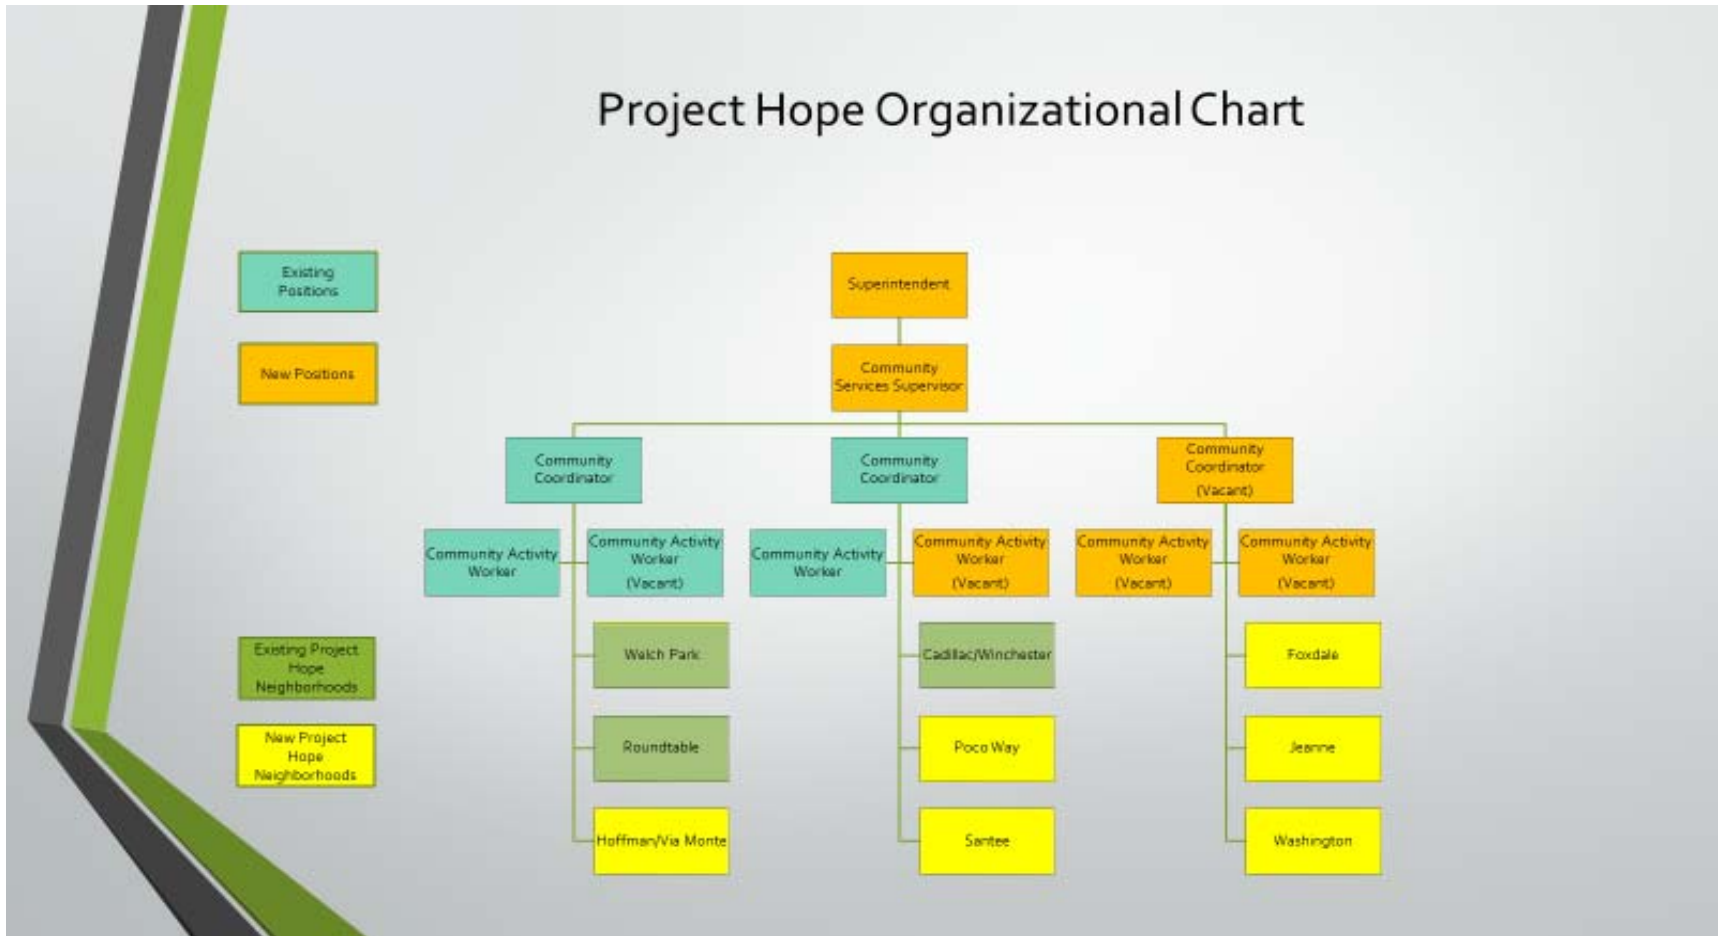 Project Hope Organizational Chart
Existing
Positions
New Positions
Superintendent
Community
Services Supervisor
Community
Coordinator
Community
Coordinator
Community
Coordinator
(Vacant)
Community Activity
Worker
Community Activity
Worker
(Vacant)
Community Activity
Worker
Community Activity
Worker
(Vacant)
Community Activity
Worker
(Vacant)
Community Activity
Worker
(Vacant)
Existing Project
Hope
Neighborhoods
New Project
Hope
Neighborhoods
Welch Park
Cadillac/Winchester
Foxdale
Roundtable
Poco Way
Jeanne
Hoffman/Via Monte
Santee
Washington